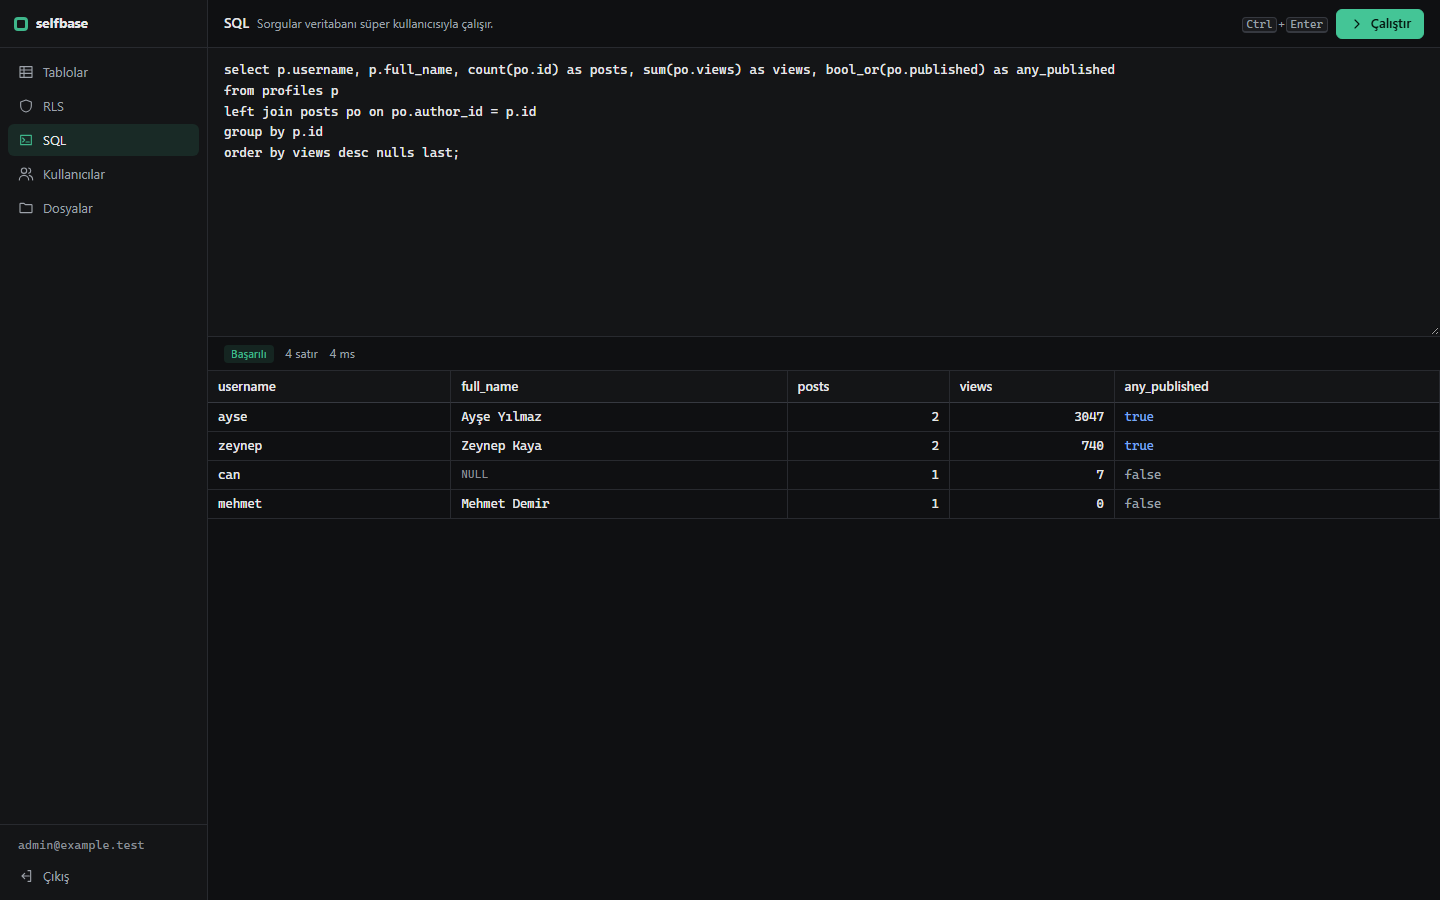 selfbase
SQL Sorgular veritabanı süper kullanıcısıyla çalışır.
Ctrl + Enter
Çalıştır
Tablolar
RLS
SQL
Kullanıcılar
Dosyalar
select p.username, p.full_name, count(po.id) as posts, sum(po.views) as views, bool_or(po.published) as any_published
from profiles p
left join posts po on po.author_id = p.id
group by p.id
order by views desc nulls last;
Başarılı 4 satır 4 ms
username full_name posts views any_published
ayse Ayşe Yılmaz 2 3047 true
zeynep Zeynep Kaya 2 740 true
can NULL 1 7 false
mehmet Mehmet Demir 1 0 false
admin@example.test
Çıkış